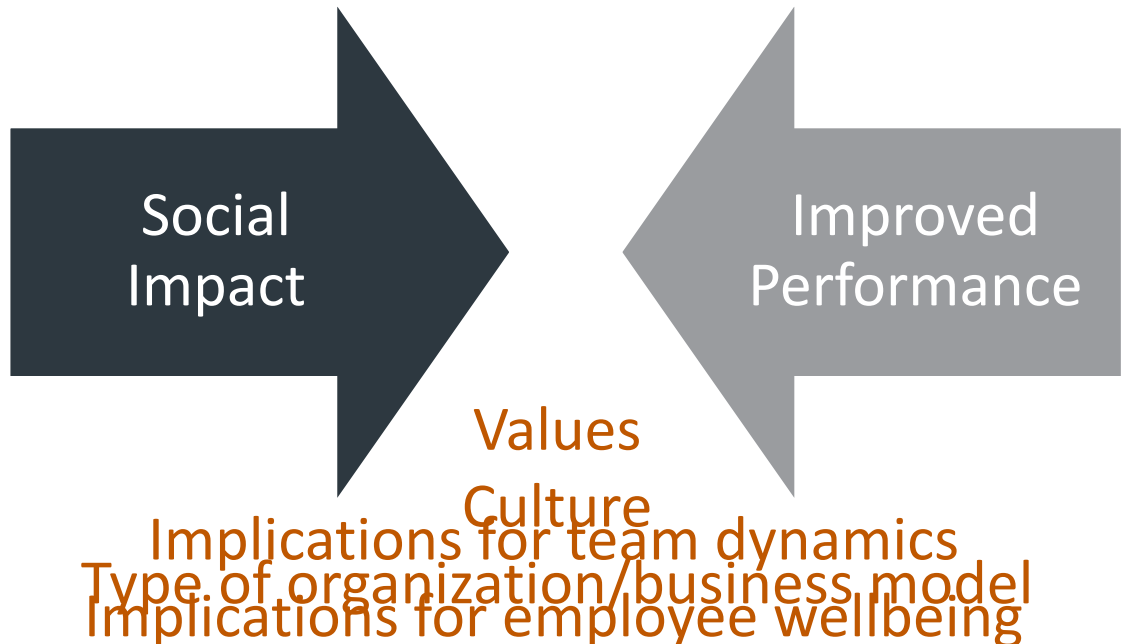 Social
Impact
Improved
Performance
Values
Culture
Implications for team dynamics
Type of organization/business model
Implications for employee wellbeing